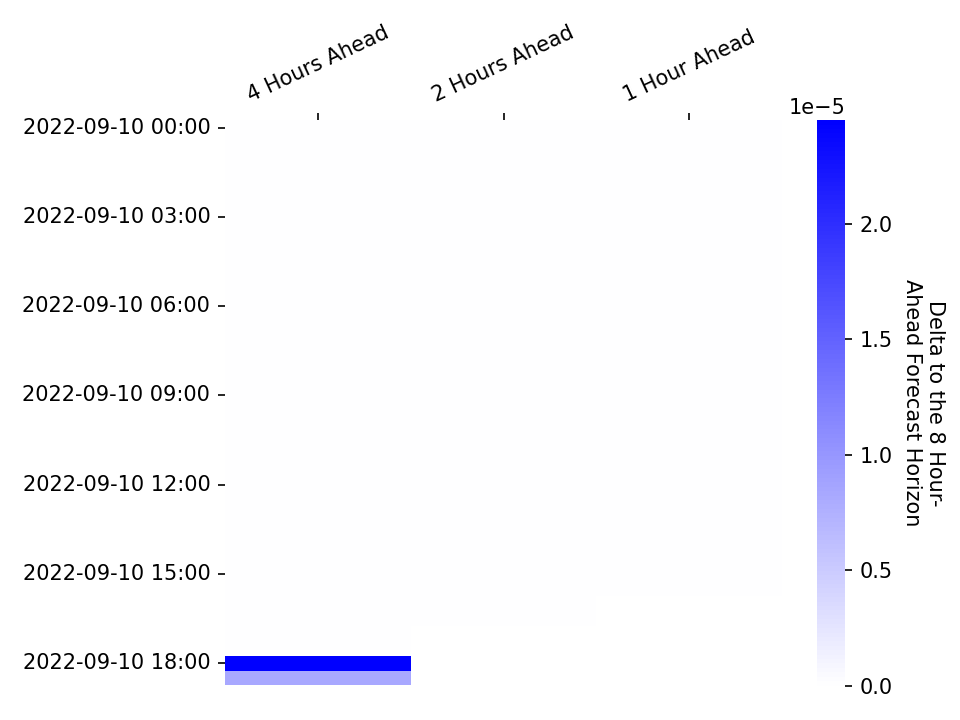 4 Hours Ahead
2 Hours Ahead
1 Hour Ahead
1e−5
2022-09-10 00:00
2022-09-10 03:00
2022-09-10 06:00
2022-09-10 09:00
2022-09-10 12:00
2022-09-10 15:00
2022-09-10 18:00
2.0
1.5
1.0
0.5
0.0
Delta to the 8 Hour-
Ahead Forecast Horizon